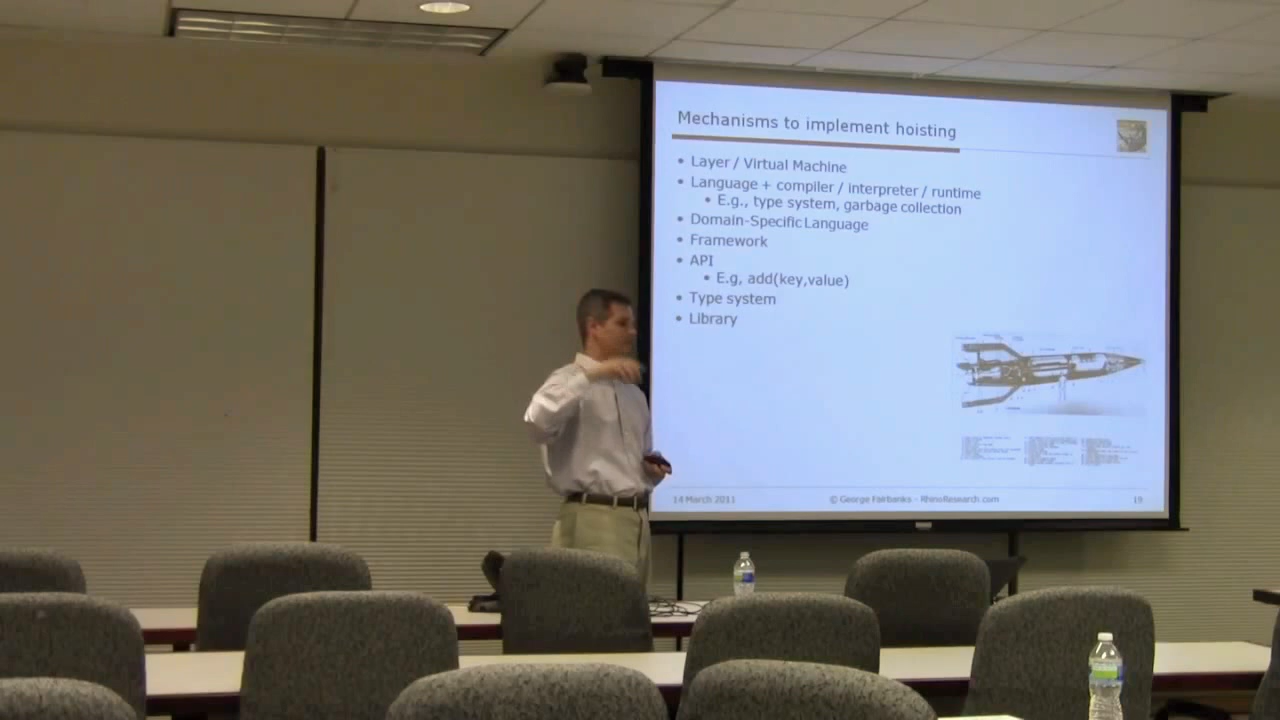 Mechanisms to implement hoisting
• Layer / Virtual Machine
• Language + compiler / interpreter / runtime
• E.g., type system, garbage collection
• Domain-Specific Language
• Framework
• API
• E.g, add(key,value)
• Type system
• Library
14 March 2011
© George Fairbanks - RhinoResearch.com
19